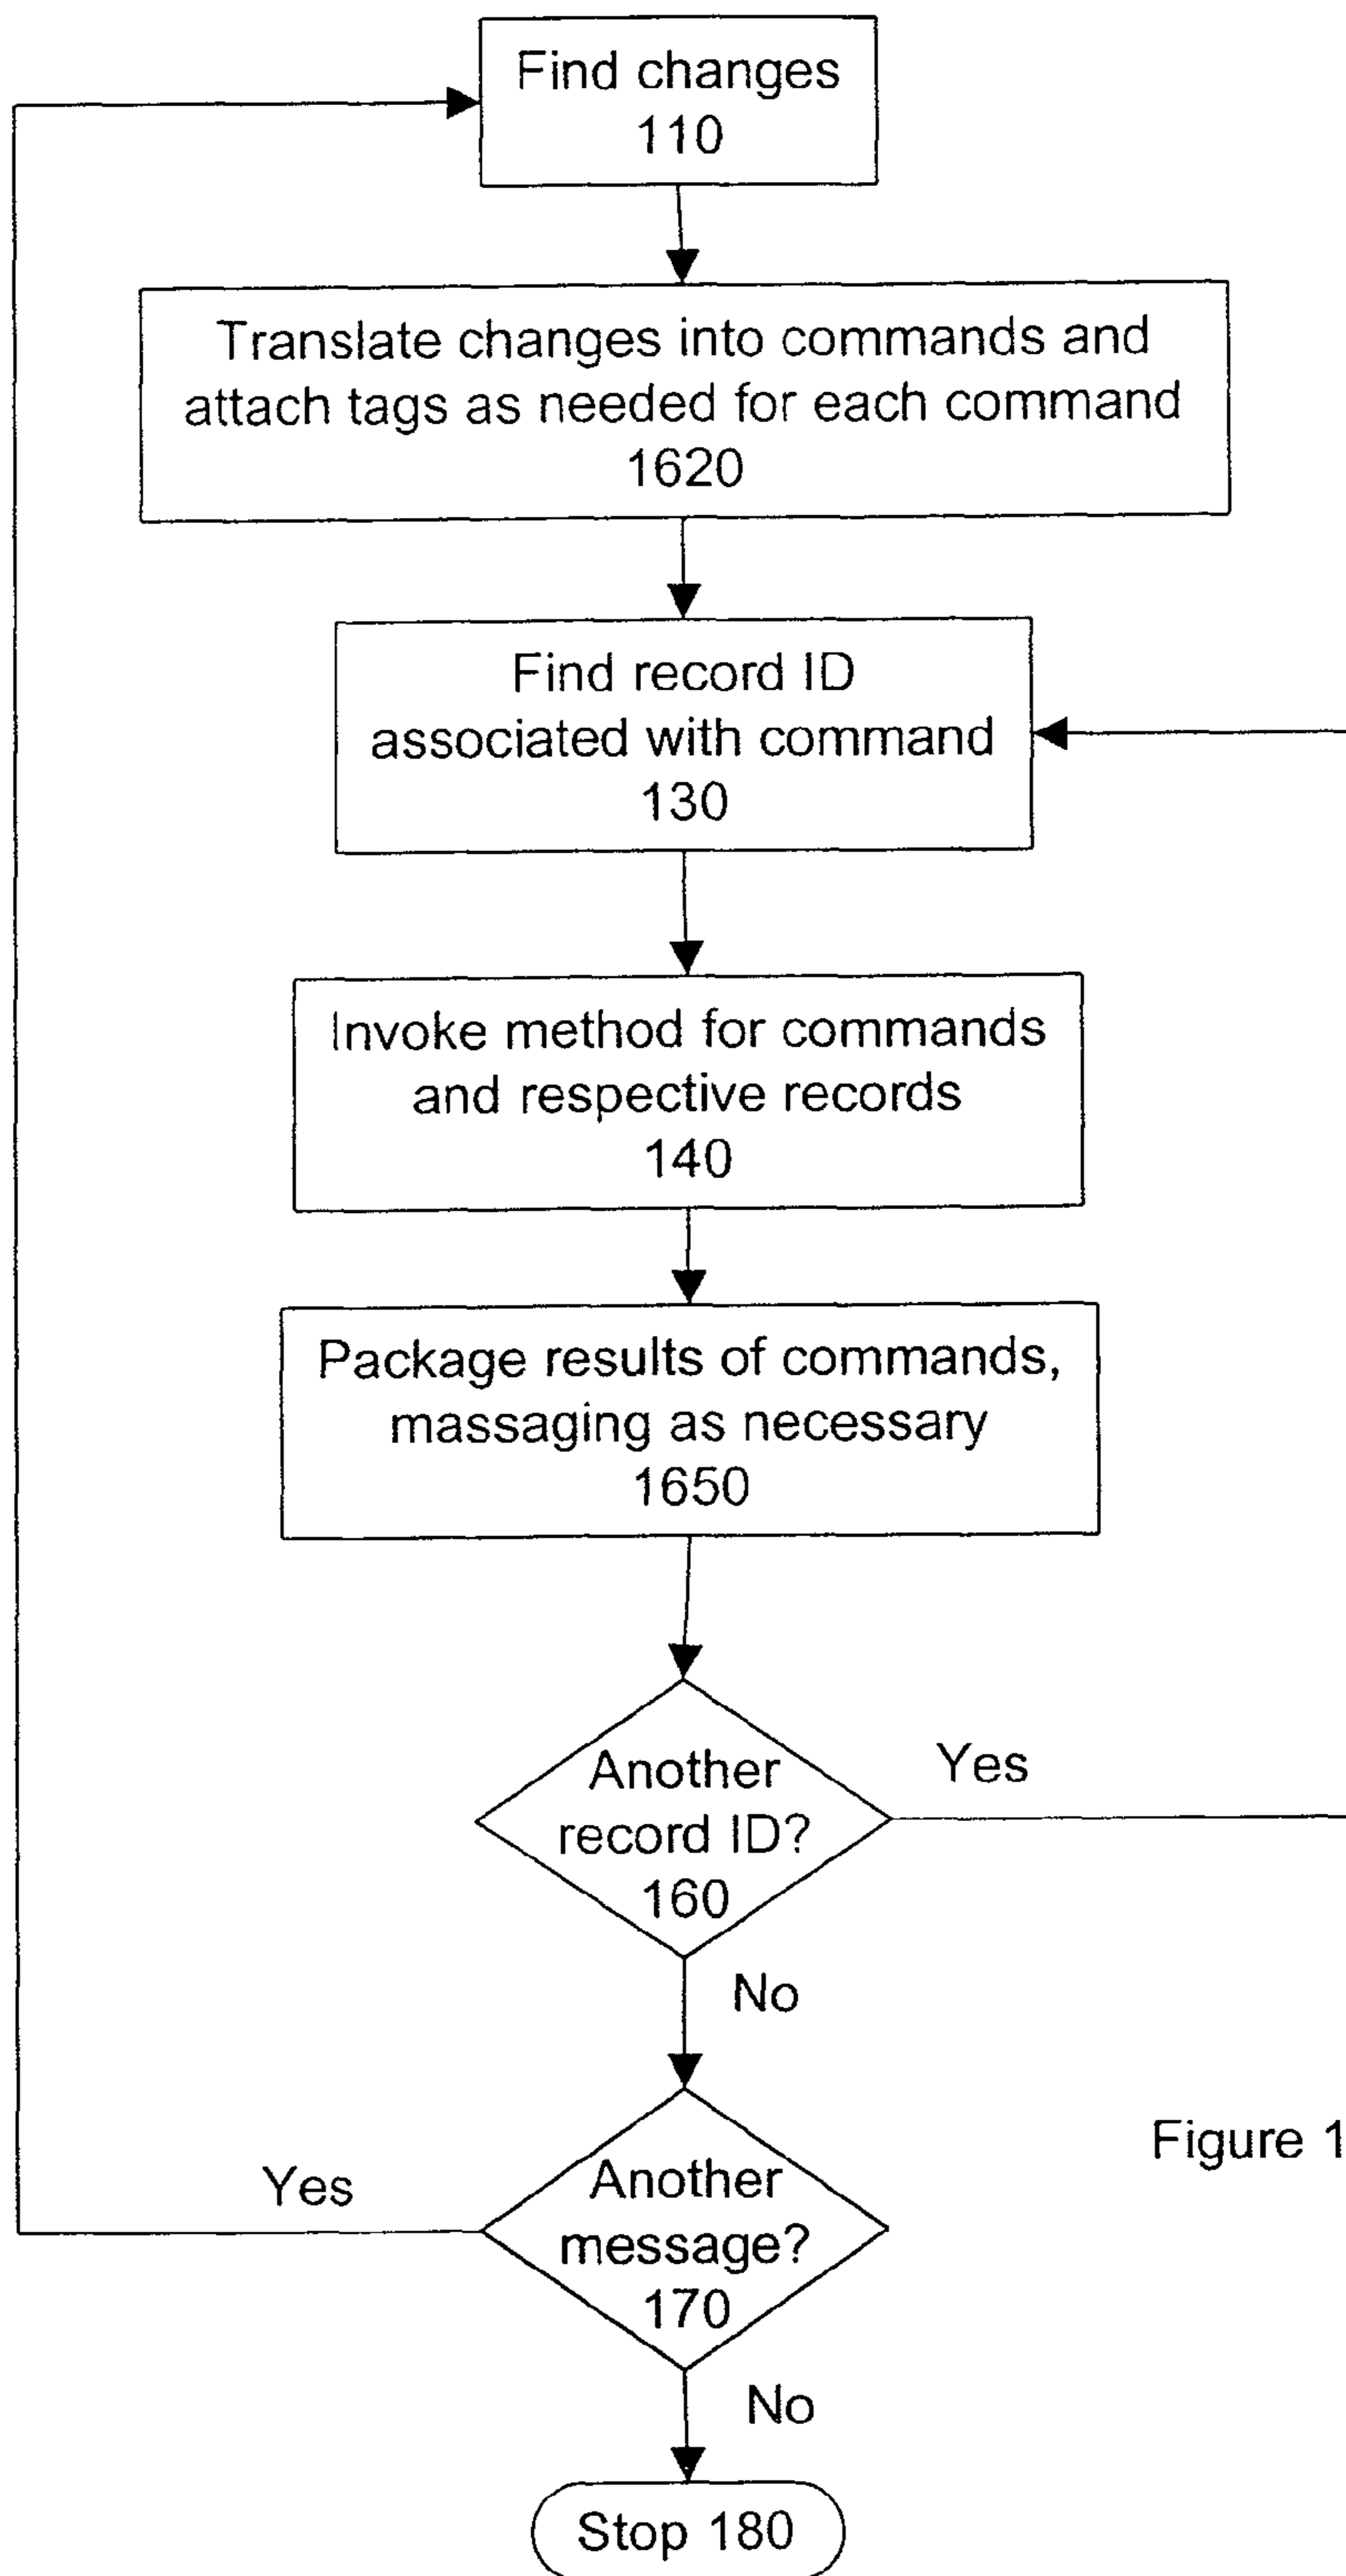 Find changes
110
Translate changes into commands and
attach tags as needed for each command
1620
Find record ID
associated with command
130
Invoke method for commands
and respective records
140
Package results of commands,
massaging as necessary
1650
Another
record ID?
160
Yes
No
Another
message?
170
Yes
Figure 1
No
Stop 180